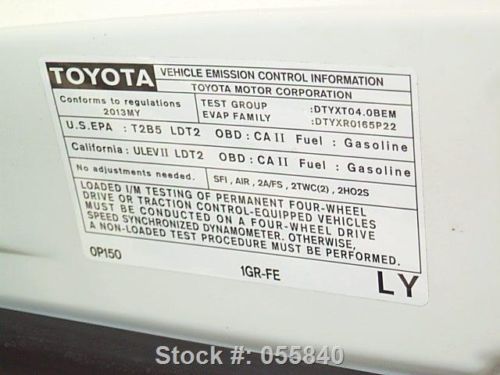 TOYOTA VEHICLE EMISSION CONTROL INFORMATION
TOYOTA MOTOR CORPORATION
Conforms to regulations
2013MY
TEST GROUP : DTYXT04.0BEM
EVAP FAMILY : DTYXR0165P22
U.S.EPA : T2B5 LDT2 OBD : CA II Fuel : Gasoline
California : ULEV II LDT2 OBD : CA II Fuel : Gasoline
No adjustments needed. SFI , AIR , 2A/FS , 2TWC(2) , 2HO2S
LOADED I/M TESTING OF PERMANENT FOUR-WHEEL
DRIVE OR TRACTION CONTROL-EQUIPPED VEHICLES
MUST BE CONDUCTED ON A FOUR-WHEEL DRIVE
SPEED SYNCHRONIZED DYNAMOMETER. OTHERWISE,
A NON-LOADED TEST PROCEDURE MUST BE PERFORMED.
0P150 1GR-FE LY
Stock #: 055840